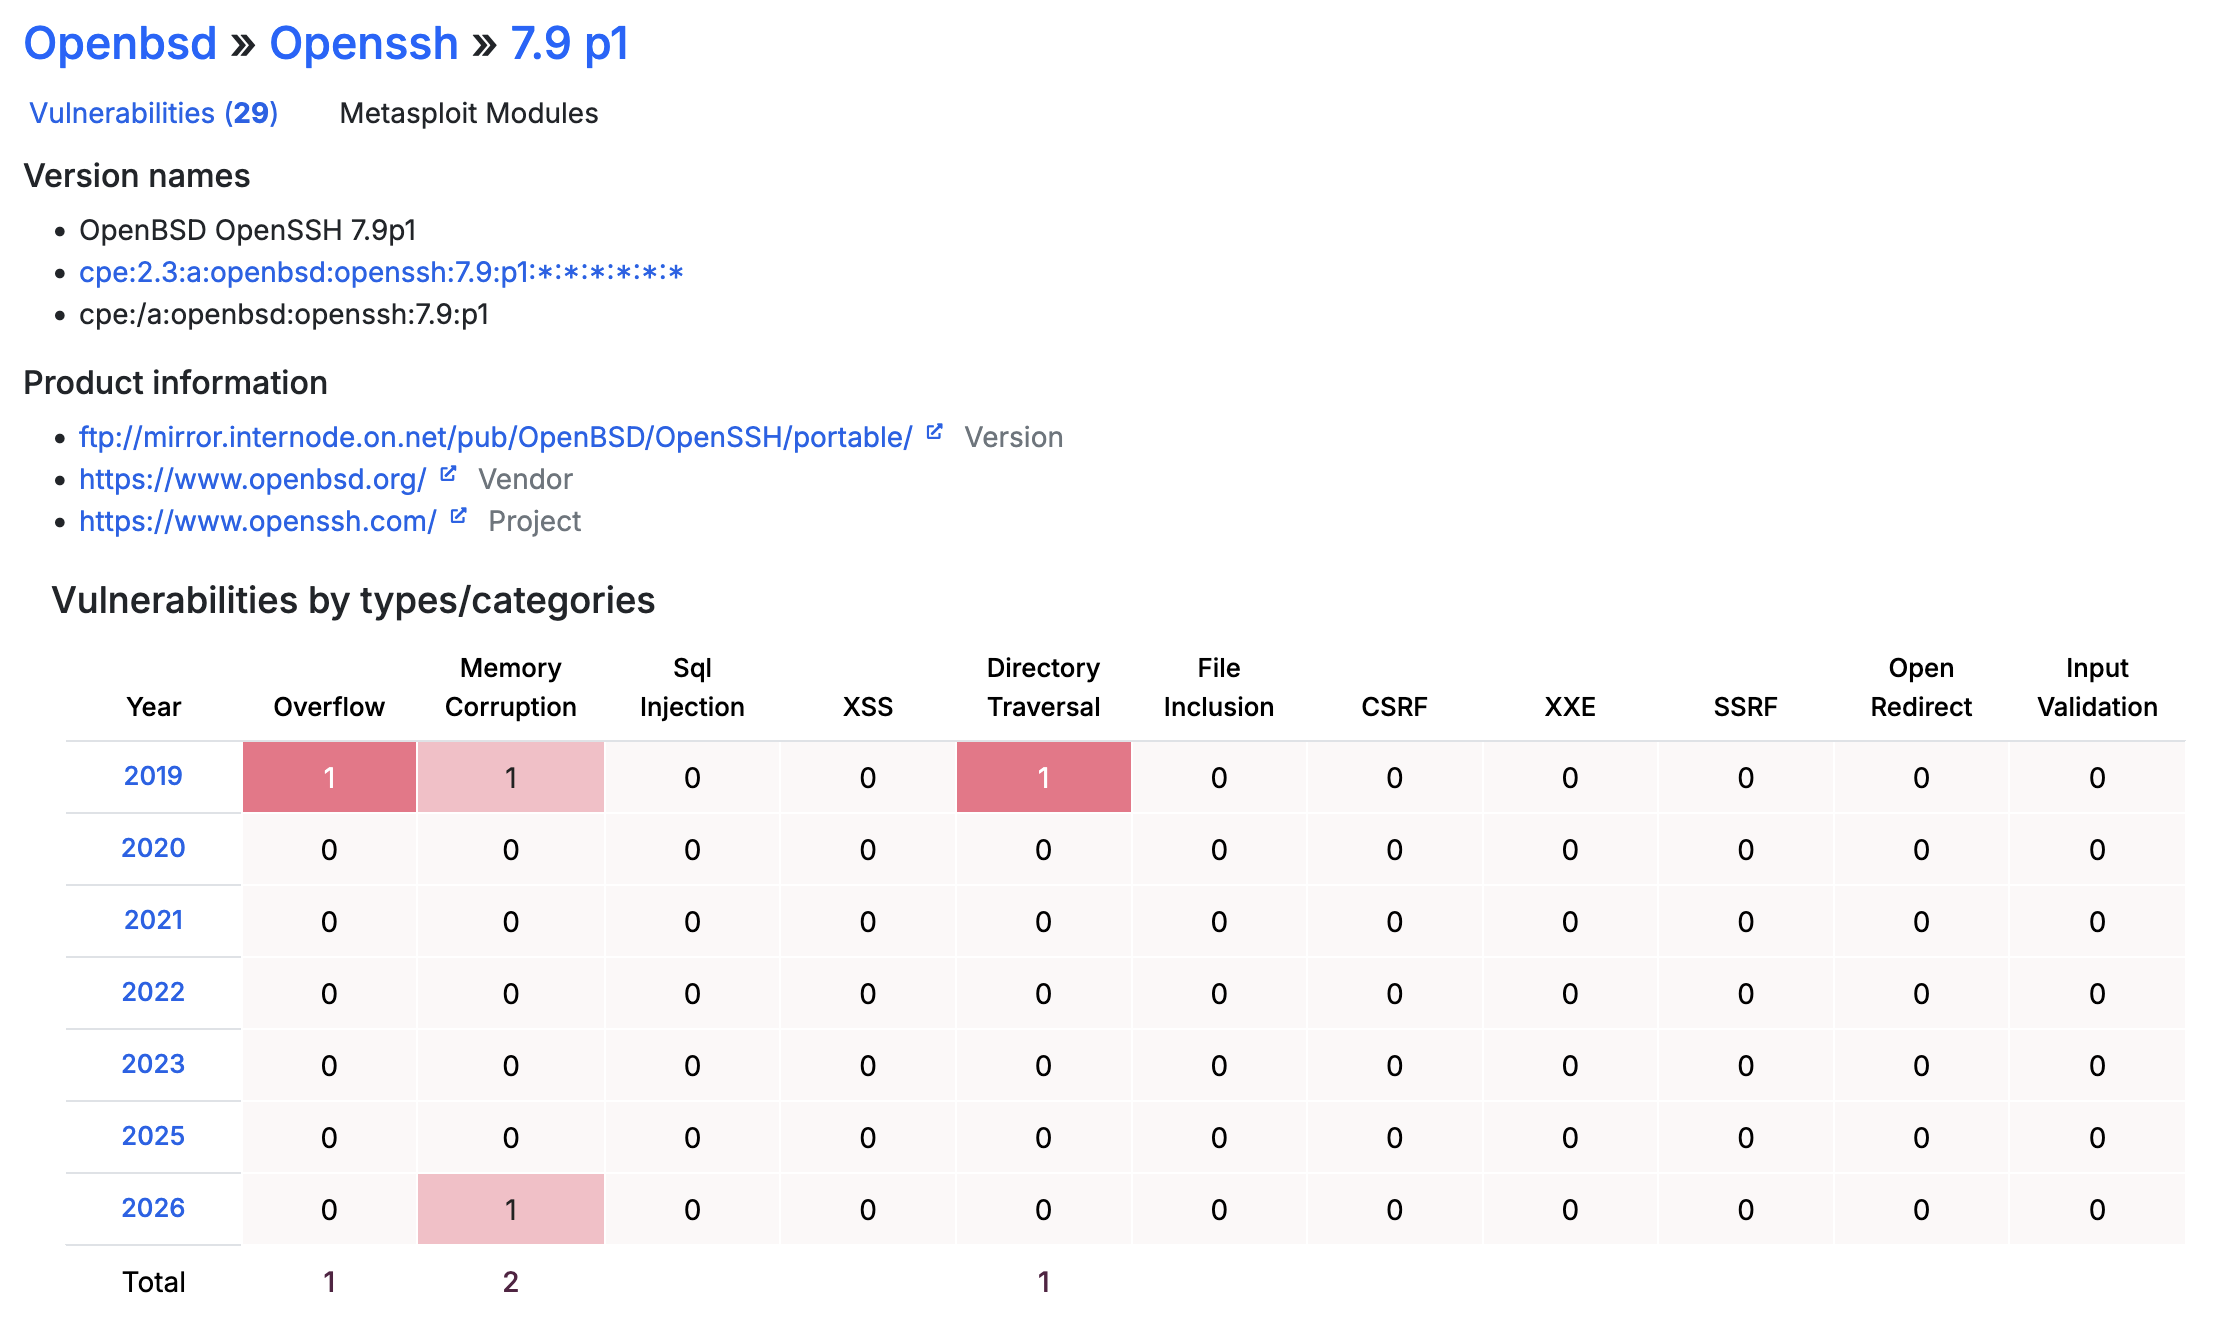 Openbsd » Openssh » 7.9 p1
Vulnerabilities (29) Metasploit Modules
Version names
• OpenBSD OpenSSH 7.9p1
• cpe:2.3:a:openbsd:openssh:7.9:p1:*:*:*:*:*:*
• cpe:/a:openbsd:openssh:7.9:p1
Product information
• ftp://mirror.internode.on.net/pub/OpenBSD/OpenSSH/portable/ Version
• https://www.openbsd.org/ Vendor
• https://www.openssh.com/ Project
Vulnerabilities by types/categories
Year Overflow Memory Corruption Sql Injection XSS Directory Traversal File Inclusion CSRF XXE SSRF Open Redirect Input Validation
2019 1 1 0 0 1 0 0 0 0 0 0
2020 0 0 0 0 0 0 0 0 0 0 0
2021 0 0 0 0 0 0 0 0 0 0 0
2022 0 0 0 0 0 0 0 0 0 0 0
2023 0 0 0 0 0 0 0 0 0 0 0
2025 0 0 0 0 0 0 0 0 0 0 0
2026 0 1 0 0 0 0 0 0 0 0 0
Total 1 2 1